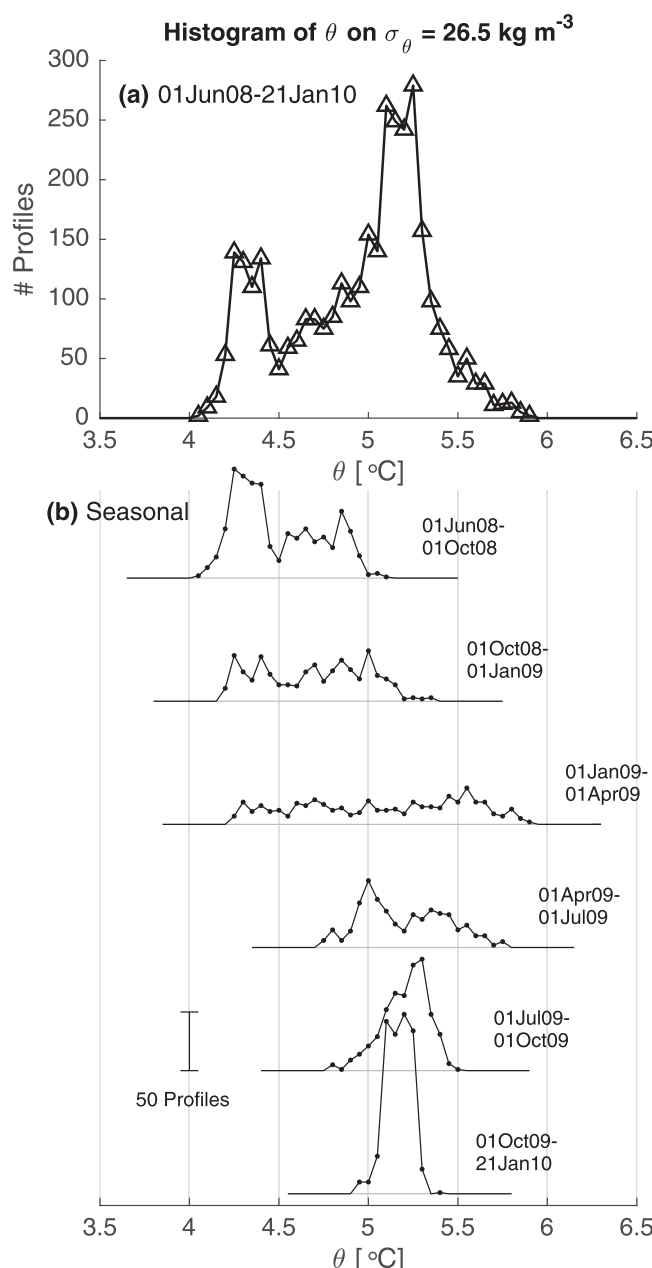 Histogram of θ on σ_θ = 26.5 kg m⁻³
(a) 01Jun08-21Jan10
# Profiles
300
250
200
150
100
50
0
3.5 4 4.5 5 5.5 6 6.5
θ [ °C]
(b) Seasonal
01Jun08-
01Oct08
01Oct08-
01Jan09
01Jan09-
01Apr09
01Apr09-
01Jul09
01Jul09-
01Oct09
50 Profiles
01Oct09-
21Jan10
3.5 4 4.5 5 5.5 6 6.5
θ [ °C]